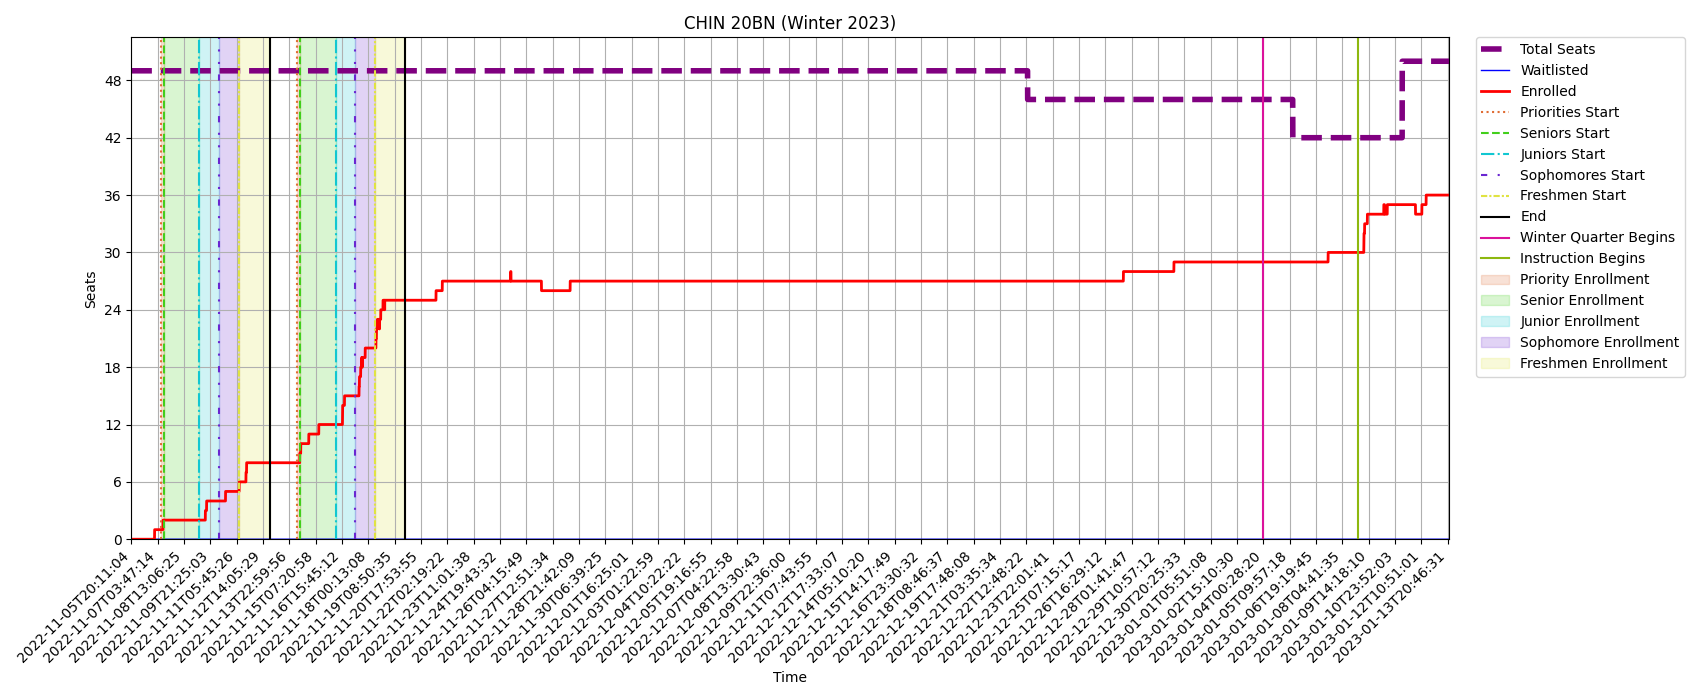 CHIN 20BN (Winter 2023)
Seats
48
42
36
30
24
18
12
6
0
2022-11-05T20:11:04
2022-11-07T03:47:14
2022-11-08T13:06:25
2022-11-09T21:25:03
2022-11-11T05:45:26
2022-11-12T14:05:29
2022-11-13T22:59:56
2022-11-15T07:20:58
2022-11-16T15:45:12
2022-11-18T00:13:08
2022-11-19T08:50:35
2022-11-20T17:53:55
2022-11-22T02:19:22
2022-11-23T11:01:38
2022-11-24T19:43:32
2022-11-26T04:15:49
2022-11-27T12:51:34
2022-11-28T21:42:09
2022-11-30T06:39:25
2022-12-01T16:25:01
2022-12-03T01:22:59
2022-12-04T10:22:22
2022-12-05T19:16:55
2022-12-07T04:22:58
2022-12-08T13:30:43
2022-12-09T22:36:00
2022-12-11T07:43:55
2022-12-12T17:33:07
2022-12-14T05:10:20
2022-12-15T14:17:49
2022-12-16T23:30:32
2022-12-18T08:46:37
2022-12-19T17:48:08
2022-12-21T03:35:34
2022-12-22T12:48:22
2022-12-23T22:01:41
2022-12-25T07:15:17
2022-12-26T16:29:12
2022-12-28T01:41:47
2022-12-29T10:57:12
2022-12-30T20:25:33
2023-01-01T05:51:08
2023-01-02T15:10:30
2023-01-04T00:28:20
2023-01-05T09:57:18
2023-01-06T19:19:45
2023-01-08T04:41:35
2023-01-09T14:18:10
2023-01-10T23:52:03
2023-01-12T10:51:01
2023-01-13T20:46:31
Time
Total Seats
Waitlisted
Enrolled
Priorities Start
Seniors Start
Juniors Start
Sophomores Start
Freshmen Start
End
Winter Quarter Begins
Instruction Begins
Priority Enrollment
Senior Enrollment
Junior Enrollment
Sophomore Enrollment
Freshmen Enrollment